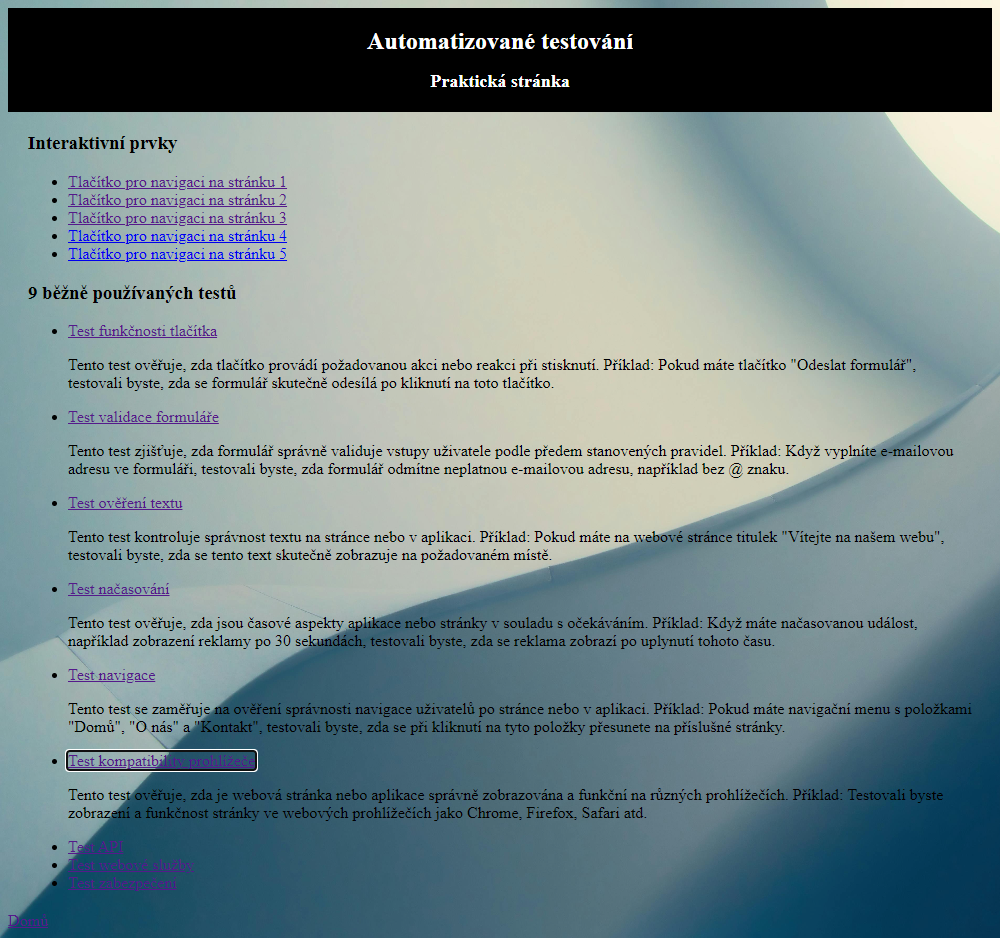 Automatizované testování
Praktická stránka
Interaktivní prvky
Tlačítko pro navigaci na stránku 1
Tlačítko pro navigaci na stránku 2
Tlačítko pro navigaci na stránku 3
Tlačítko pro navigaci na stránku 4
Tlačítko pro navigaci na stránku 5
9 běžně používaných testů
Test funkčnosti tlačítka
Tento test ověřuje, zda tlačítko provádí požadovanou akci nebo reakci při stisknutí. Příklad: Pokud máte tlačítko "Odeslat formulář",
testovali byste, zda se formulář skutečně odesílá po kliknutí na toto tlačítko.
Test validace formuláře
Tento test zjišťuje, zda formulář správně validuje vstupy uživatele podle předem stanovených pravidel. Příklad: Když vyplníte e-mailovou
adresu ve formuláři, testovali byste, zda formulář odmítne neplatnou e-mailovou adresu, například bez @ znaku.
Test ověření textu
Tento test kontroluje správnost textu na stránce nebo v aplikaci. Příklad: Pokud máte na webové stránce titulek "Vítejte na našem webu",
testovali byste, zda se tento text skutečně zobrazuje na požadovaném místě.
Test načasování
Tento test ověřuje, zda jsou časové aspekty aplikace nebo stránky v souladu s očekáváním. Příklad: Když máte načasovanou událost,
například zobrazení reklamy po 30 sekundách, testovali byste, zda se reklama zobrazí po uplynutí tohoto času.
Test navigace
Tento test se zaměřuje na ověření správnosti navigace uživatelů po stránce nebo v aplikaci. Příklad: Pokud máte navigační menu s položkami
"Domů", "O nás" a "Kontakt", testovali byste, zda se při kliknutí na tyto položky přesunete na příslušné stránky.
Test kompatibility prohlížeče
Tento test ověřuje, zda je webová stránka nebo aplikace správně zobrazována a funkční na různých prohlížečích. Příklad: Testovali byste
zobrazení a funkčnost stránky ve webových prohlížečích jako Chrome, Firefox, Safari atd.
Test API
Test webové služby
Test zabezpečení
Domů